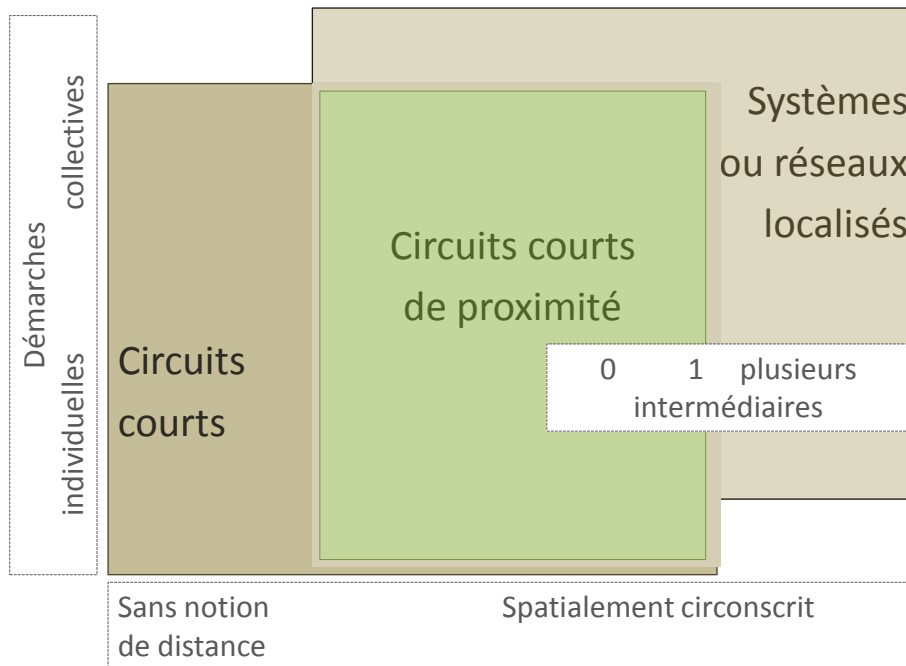 Démarches
individuelles collectives
Systèmes
ou réseaux
localisés
Circuits courts
de proximité
Circuits
courts
0 1 plusieurs
intermédiaires
Sans notion
de distance
Spatialement circonscrit